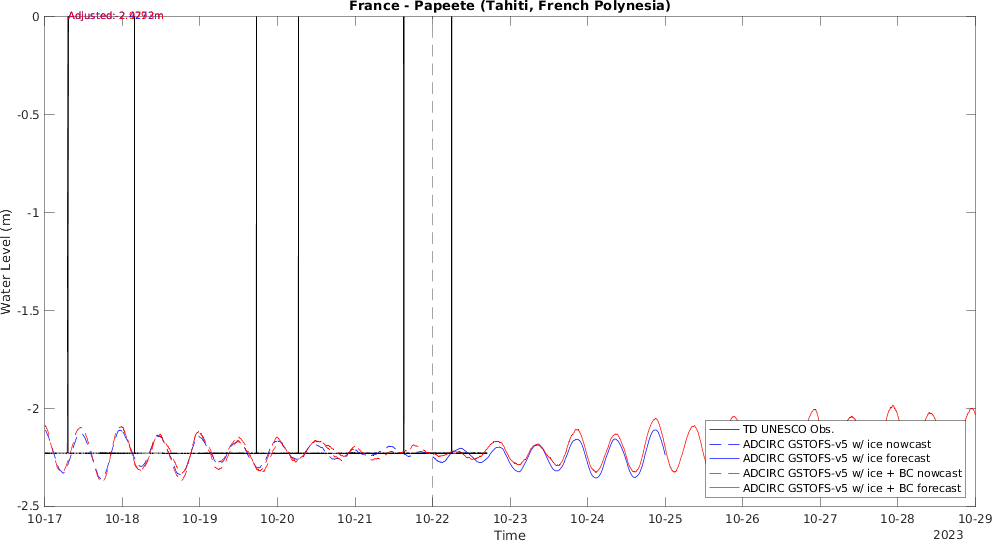 France - Papeete (Tahiti, French Polynesia)
Adjusted:
0
-0.5
-1
-1.5
-2
-2.5
Water Level (m)
TD UNESCO Obs.
ADCIRC GSTOFS-v5 w/ ice nowcast
ADCIRC GSTOFS-v5 w/ ice forecast
ADCIRC GSTOFS-v5 w/ ice + BC nowcast
ADCIRC GSTOFS-v5 w/ ice + BC forecast
10-17 10-18 10-19 10-20 10-21 10-22 10-23 10-24 10-25 10-26 10-27 10-28 10-29
Time
2023